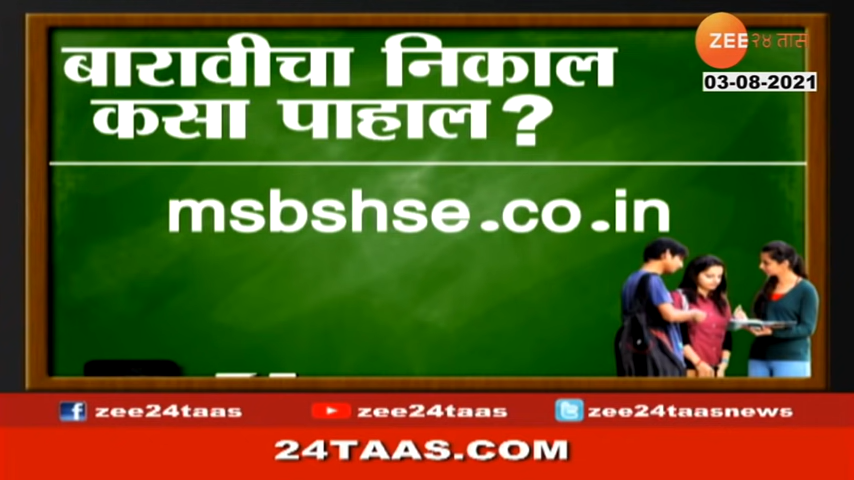 ZEE २४ तास
03-08-2021
बारावीचा निकाल
कसा पाहाल ?
msbshse.co.in
zee24taas
zee24taas
zee24taasnews
24TAAS.COM